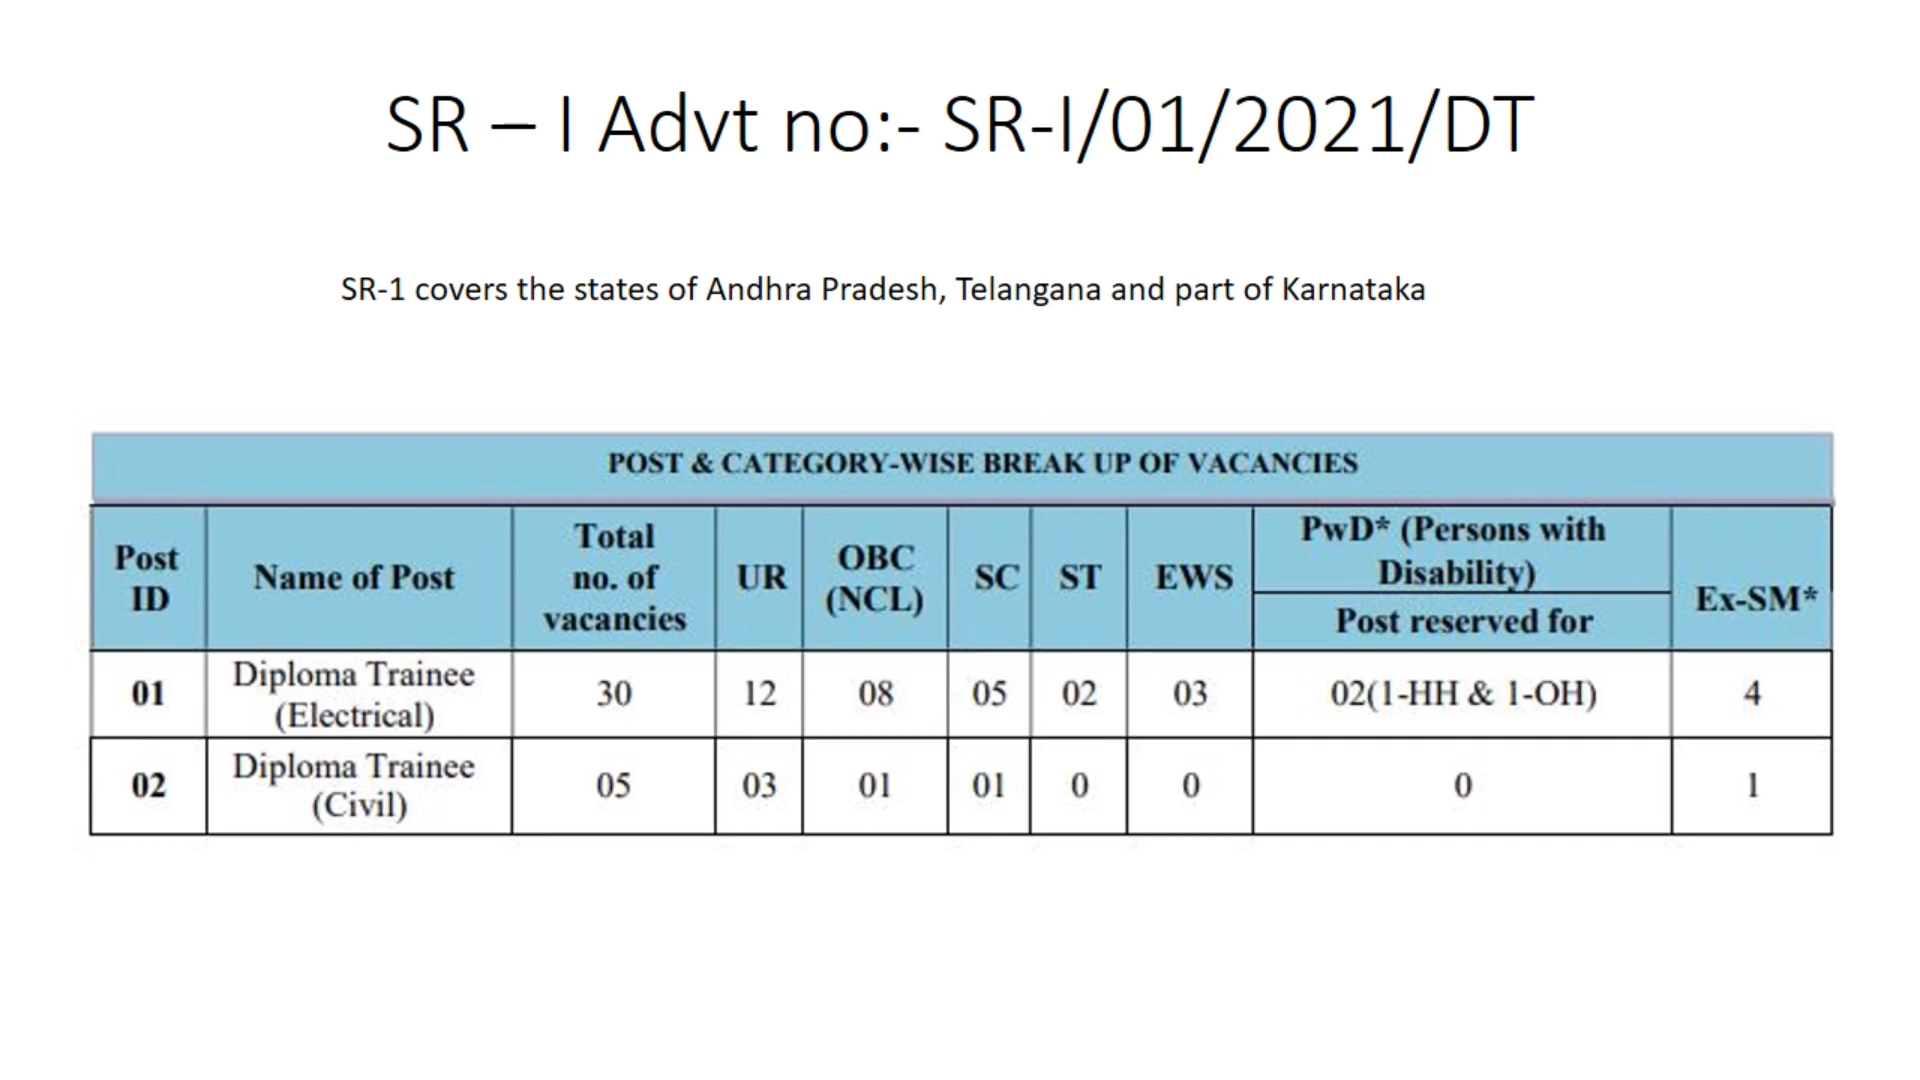 SR – I Advt no:- SR-I/01/2021/DT
SR-1 covers the states of Andhra Pradesh, Telangana and part of Karnataka
POST & CATEGORY-WISE BREAK UP OF VACANCIES
Post ID Name of Post Total no. of vacancies UR OBC (NCL) SC ST EWS PwD* (Persons with Disability) Post reserved for Ex-SM*
01 Diploma Trainee (Electrical) 30 12 08 05 02 03 02(1-HH & 1-OH) 4
02 Diploma Trainee (Civil) 05 03 01 01 0 0 0 1